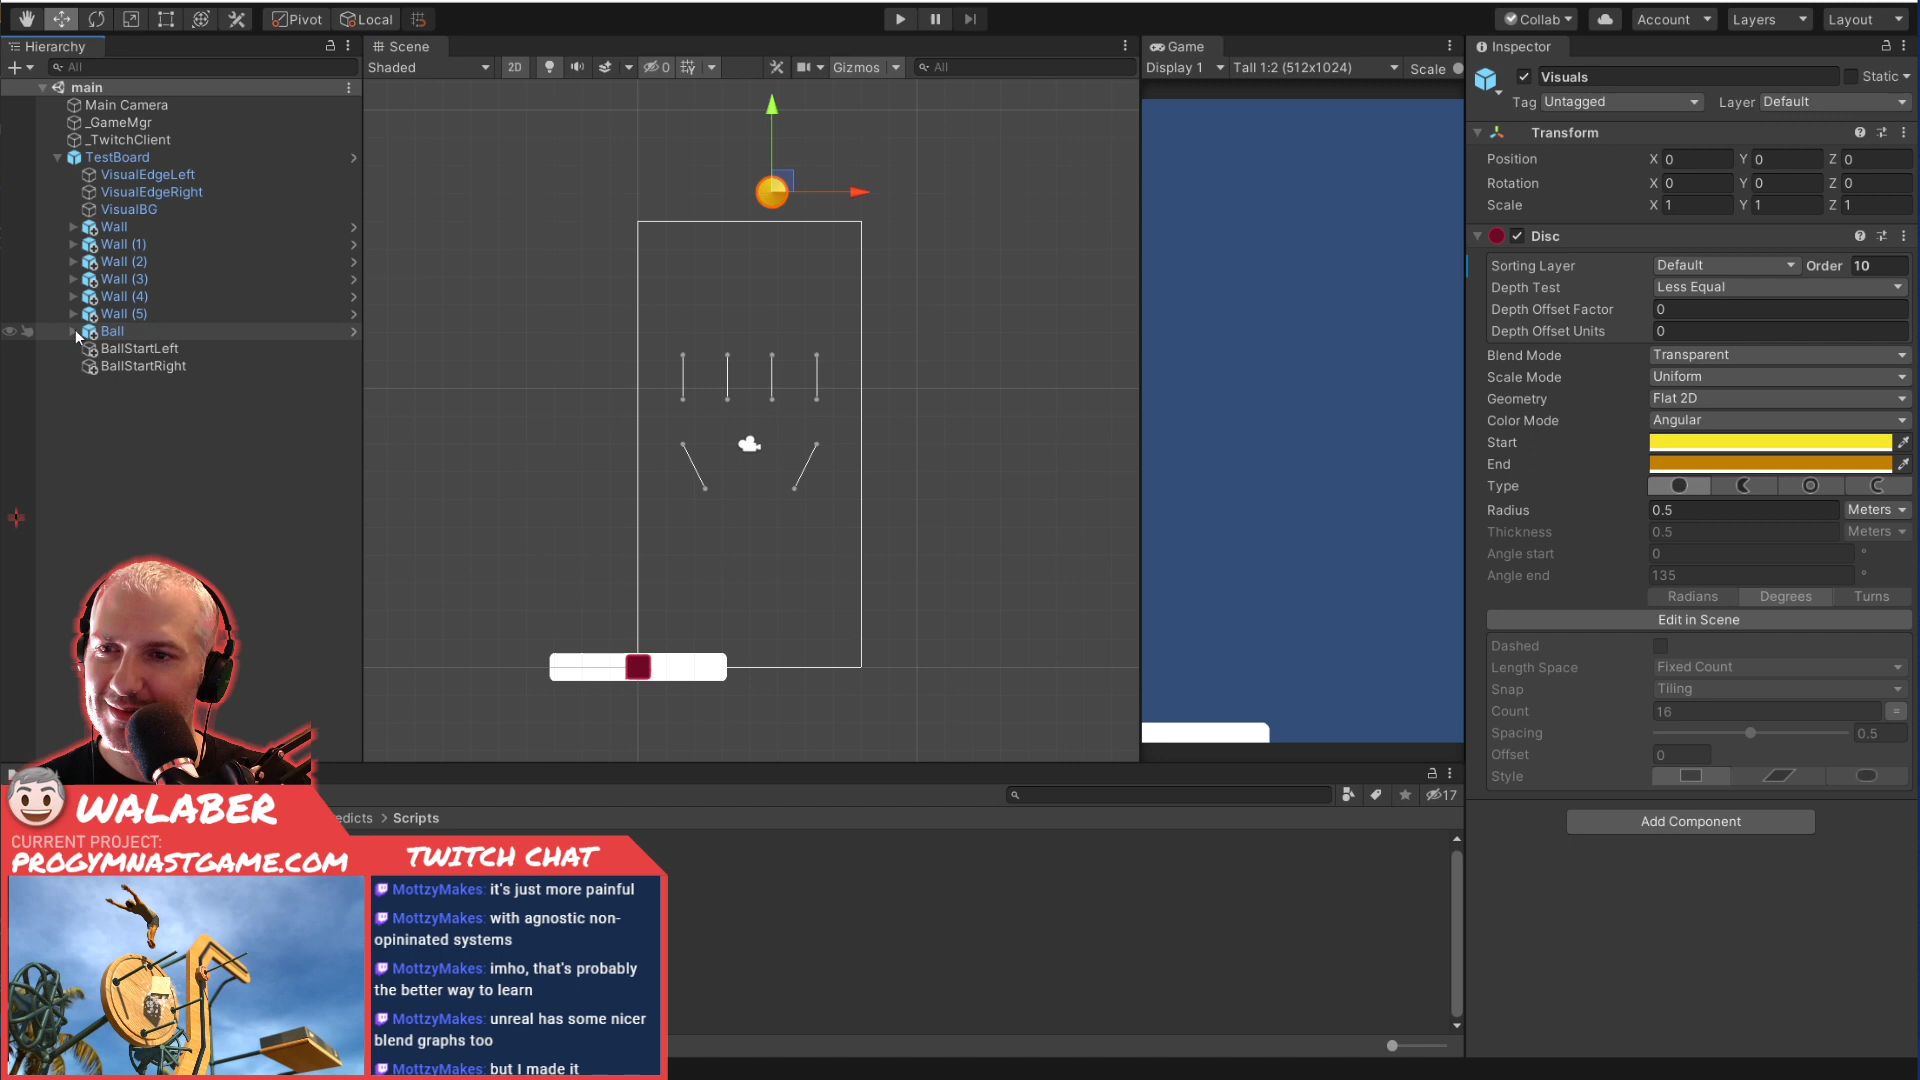 Pivot Local Collab Account Layers Layout
Hierarchy Scene Game Inspector
All Shaded 2D 0 Gizmos All Display 1 Tall 1:2 (512x1024) Scale
main
Main Camera
_GameMgr
_TwitchClient
TestBoard
VisualEdgeLeft
VisualEdgeRight
VisualBG
Wall
Wall (1)
Wall (2)
Wall (3)
Wall (4)
Wall (5)
Ball
BallStartLeft
BallStartRight
Visuals Static
Tag Untagged Layer Default
Transform
Position X 0 Y 0 Z 0
Rotation X 0 Y 0 Z 0
Scale X 1 Y 1 Z 1
Disc
Sorting Layer Default Order 10
Depth Test Less Equal
Depth Offset Factor 0
Depth Offset Units 0
Blend Mode Transparent
Scale Mode Uniform
Geometry Flat 2D
Color Mode Angular
Start
End
Type
Radius 0.5 Meters
Thickness 0.5 Meters
Angle start 0 °
Angle end 135 °
Radians Degrees Turns
Edit in Scene
Dashed
Length Space Fixed Count
Snap Tiling
Count 16 =
Spacing 0.5
Offset 0
Style
Add Component
17
edicts > Scripts
WALABER
CURRENT PROJECT:
PROGYMNASTGAME.COM
TWITCH CHAT
MottzyMakes: it's just more painful
MottzyMakes: with agnostic non-
opininated systems
MottzyMakes: imho, that's probably
the better way to learn
MottzyMakes: unreal has some nicer
blend graphs too
MottzyMakes: but I made it